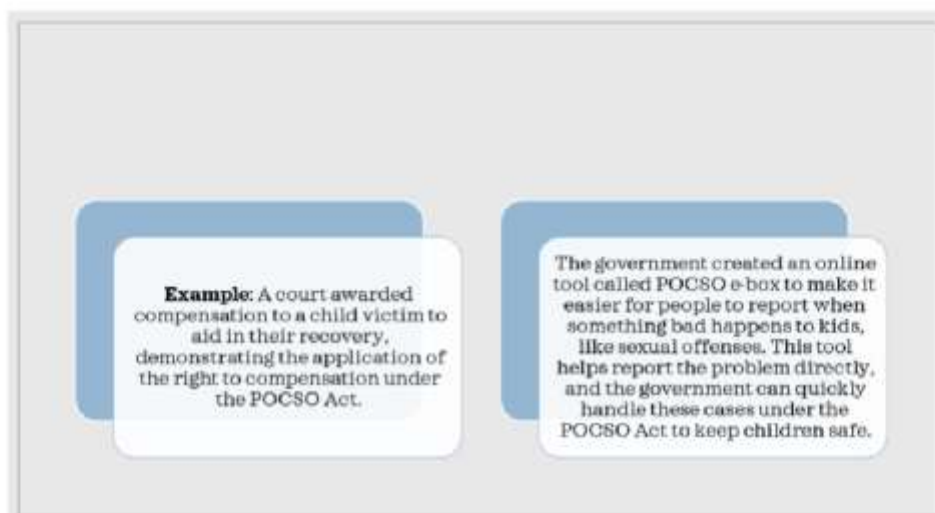 Example: A court awarded
compensation to a child victim to
aid in their recovery,
demonstrating the application of
the right to compensation under
the POCSO Act.
The government created an online
tool called POCSO e-box to make it
easier for people to report when
something bad happens to kids,
like sexual offenses. This tool
helps report the problem directly,
and the government can quickly
handle these cases under the
POCSO Act to keep children safe.